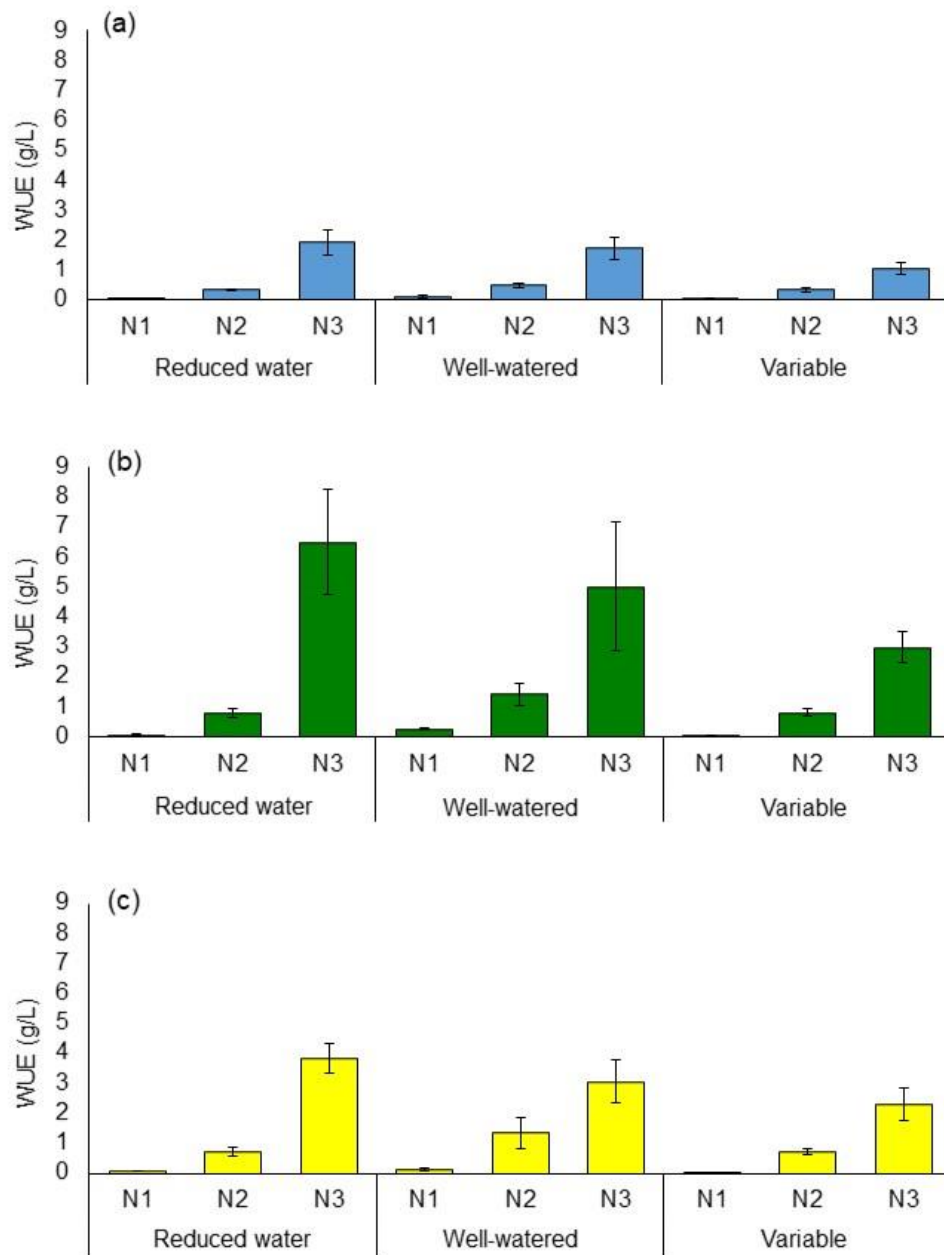 (a)
WUE (g/L)
9
8
7
6
5
4
3
2
1
0
N1 N2 N3 N1 N2 N3 N1 N2 N3
Reduced water Well-watered Variable
(b)
WUE (g/L)
9
8
7
6
5
4
3
2
1
0
N1 N2 N3 N1 N2 N3 N1 N2 N3
Reduced water Well-watered Variable
(c)
WUE (g/L)
9
8
7
6
5
4
3
2
1
0
N1 N2 N3 N1 N2 N3 N1 N2 N3
Reduced water Well-watered Variable